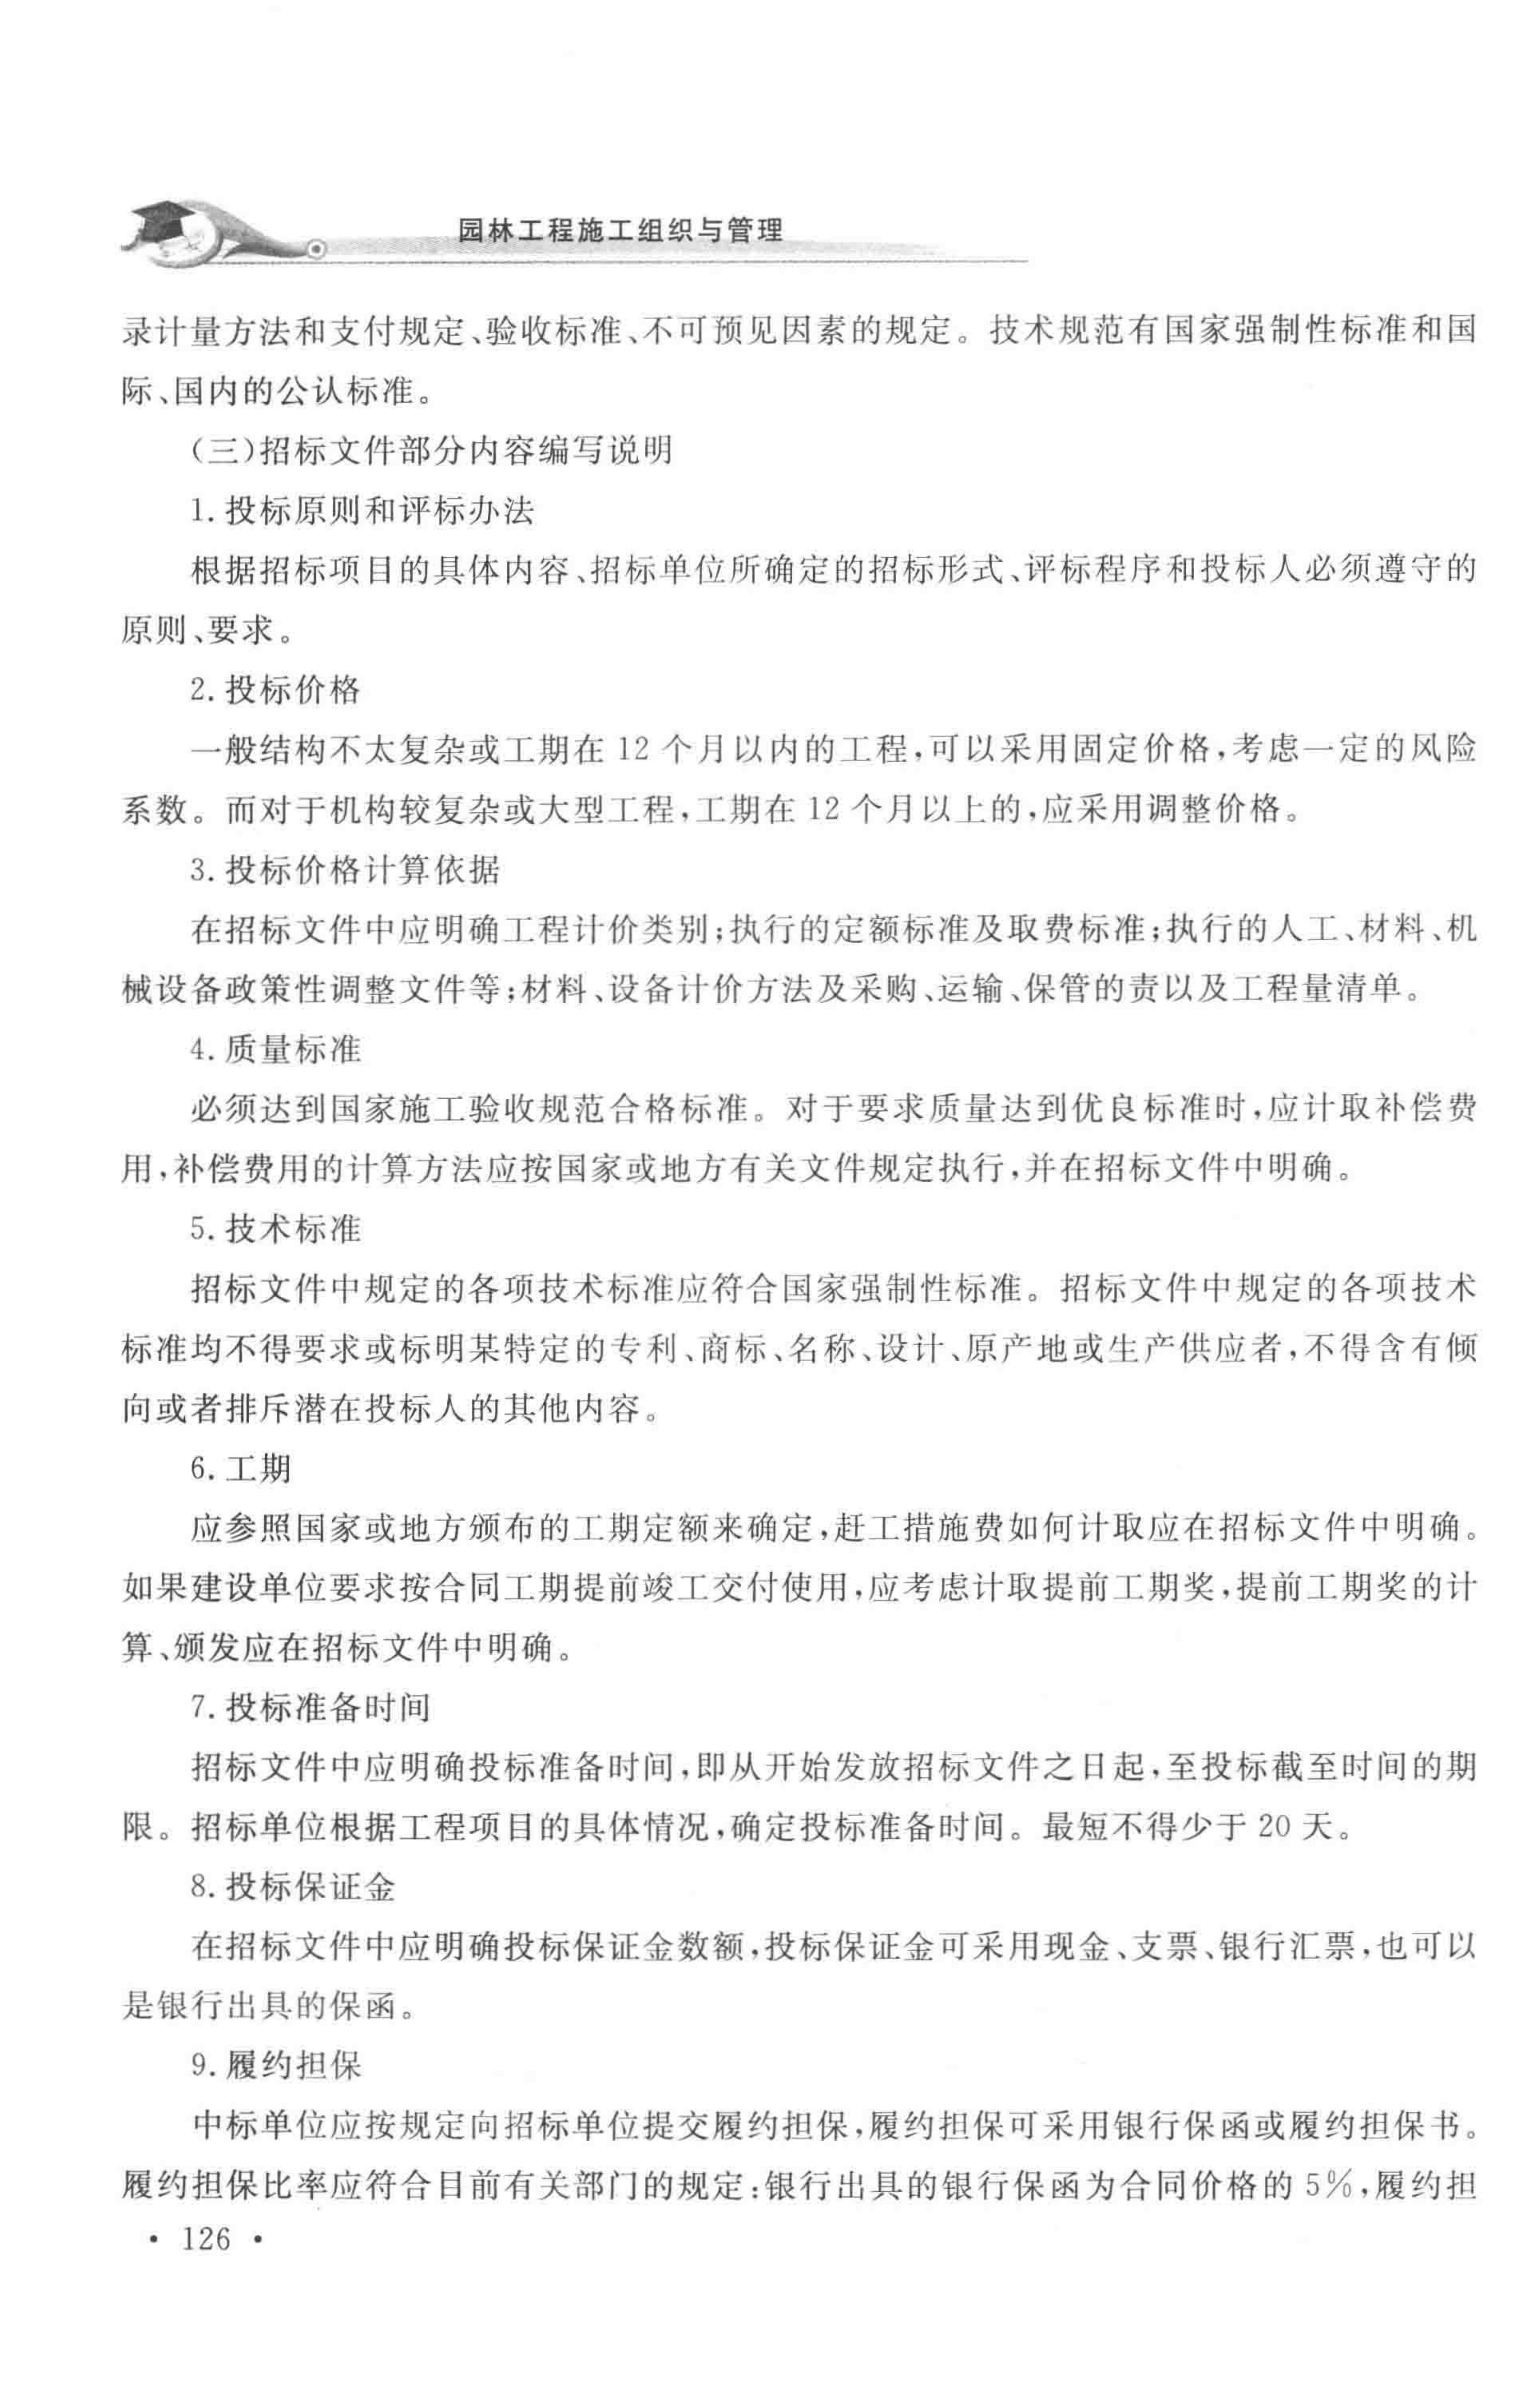 园林工程施工组织与管理
录计量方法和支付规定、验收标准、不可预见因素的规定。技术规范有国家强制性标准和国
际、国内的公认标准。
(三)招标文件部分内容编写说明
1. 投标原则和评标办法
根据招标项目的具体内容、招标单位所确定的招标形式、评标程序和投标人必须遵守的
原则、要求。
2. 投标价格
一般结构不太复杂或工期在 12 个月以内的工程,可以采用固定价格,考虑一定的风险
系数。而对于机构较复杂或大型工程,工期在 12 个月以上的,应采用调整价格。
3. 投标价格计算依据
在招标文件中应明确工程计价类别;执行的定额标准及取费标准;执行的人工、材料、机
械设备政策性调整文件等;材料、设备计价方法及采购、运输、保管的责以及工程量清单。
4. 质量标准
必须达到国家施工验收规范合格标准。对于要求质量达到优良标准时,应计取补偿费
用,补偿费用的计算方法应按国家或地方有关文件规定执行,并在招标文件中明确。
5. 技术标准
招标文件中规定的各项技术标准应符合国家强制性标准。招标文件中规定的各项技术
标准均不得要求或标明某特定的专利、商标、名称、设计、原产地或生产供应者,不得含有倾
向或者排斥潜在投标人的其他内容。
6. 工期
应参照国家或地方颁布的工期定额来确定,赶工措施费如何计取应在招标文件中明确。
如果建设单位要求按合同工期提前竣工交付使用,应考虑计取提前工期奖,提前工期奖的计
算、颁发应在招标文件中明确。
7. 投标准备时间
招标文件中应明确投标准备时间,即从开始发放招标文件之日起,至投标截至时间的期
限。招标单位根据工程项目的具体情况,确定投标准备时间。最短不得少于 20 天。
8. 投标保证金
在招标文件中应明确投标保证金数额,投标保证金可采用现金、支票、银行汇票,也可以
是银行出具的保函。
9. 履约担保
中标单位应按规定向招标单位提交履约担保,履约担保可采用银行保函或履约担保书。
履约担保比率应符合目前有关部门的规定:银行出具的银行保函为合同价格的 5%,履约担
· 126 ·